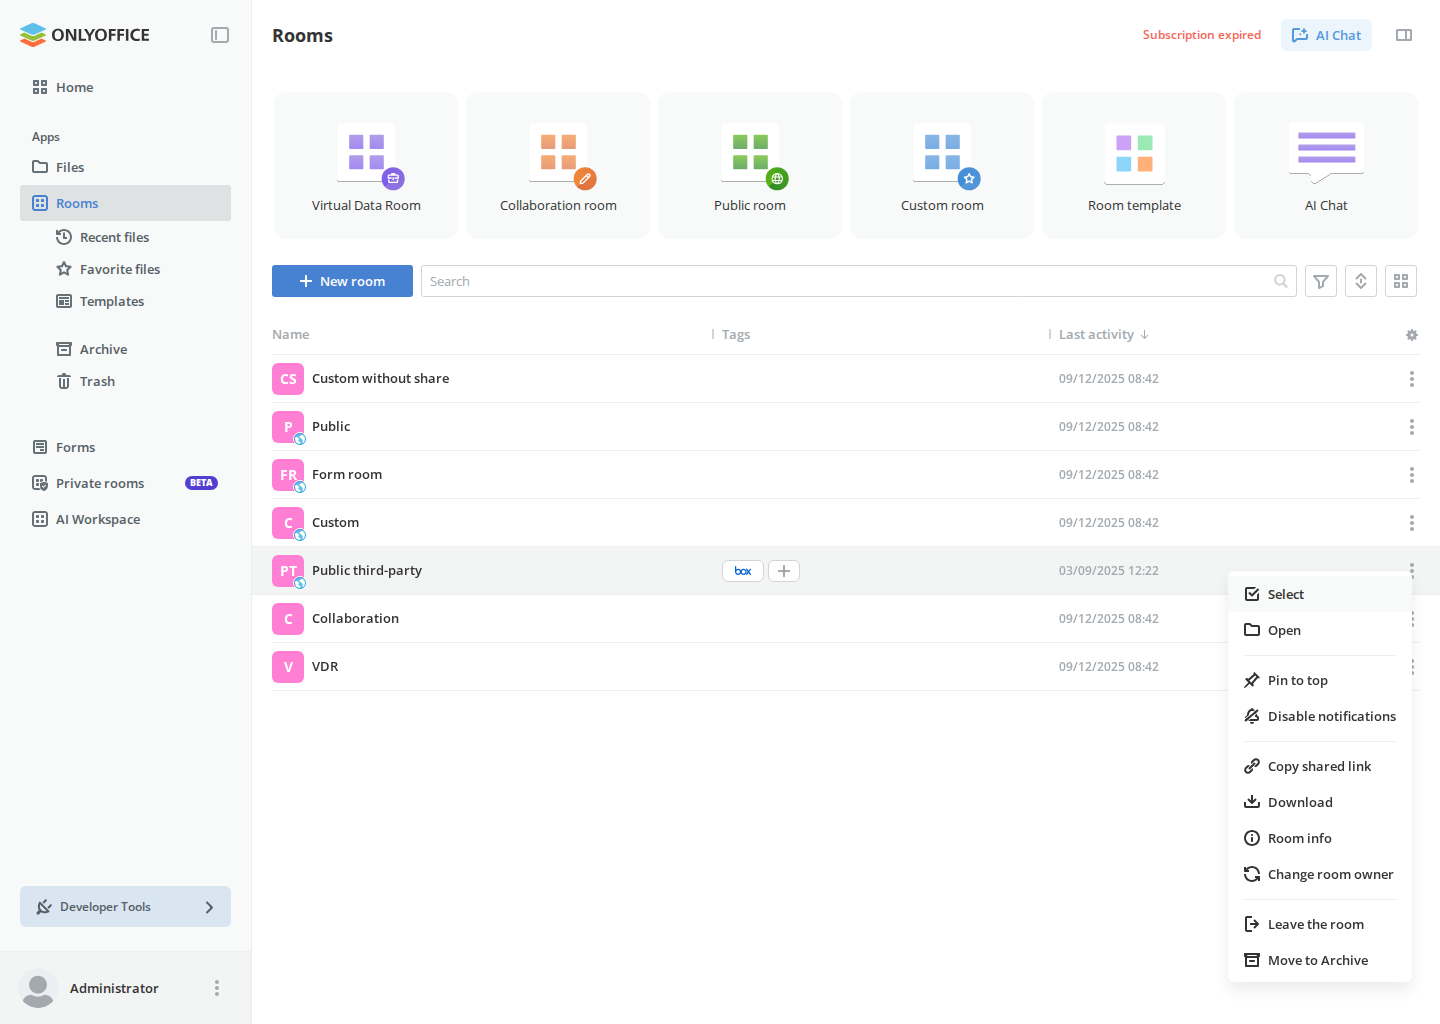 ONLYOFFICE
Home
Apps
Files
Rooms
Recent files
Favorite files
Templates
Archive
Trash
Forms
Private rooms BETA
AI Workspace
Developer Tools
Administrator
Rooms
Subscription expired
AI Chat
Virtual Data Room
Collaboration room
Public room
Custom room
Room template
AI Chat
New room
Search
Name Tags Last activity
CS Custom without share 09/12/2025 08:42
P Public 09/12/2025 08:42
FR Form room 09/12/2025 08:42
C Custom 09/12/2025 08:42
PT Public third-party box 03/09/2025 12:22
C Collaboration 09/12/2025 08:42
V VDR 09/12/2025 08:42
Select
Open
Pin to top
Disable notifications
Copy shared link
Download
Room info
Change room owner
Leave the room
Move to Archive